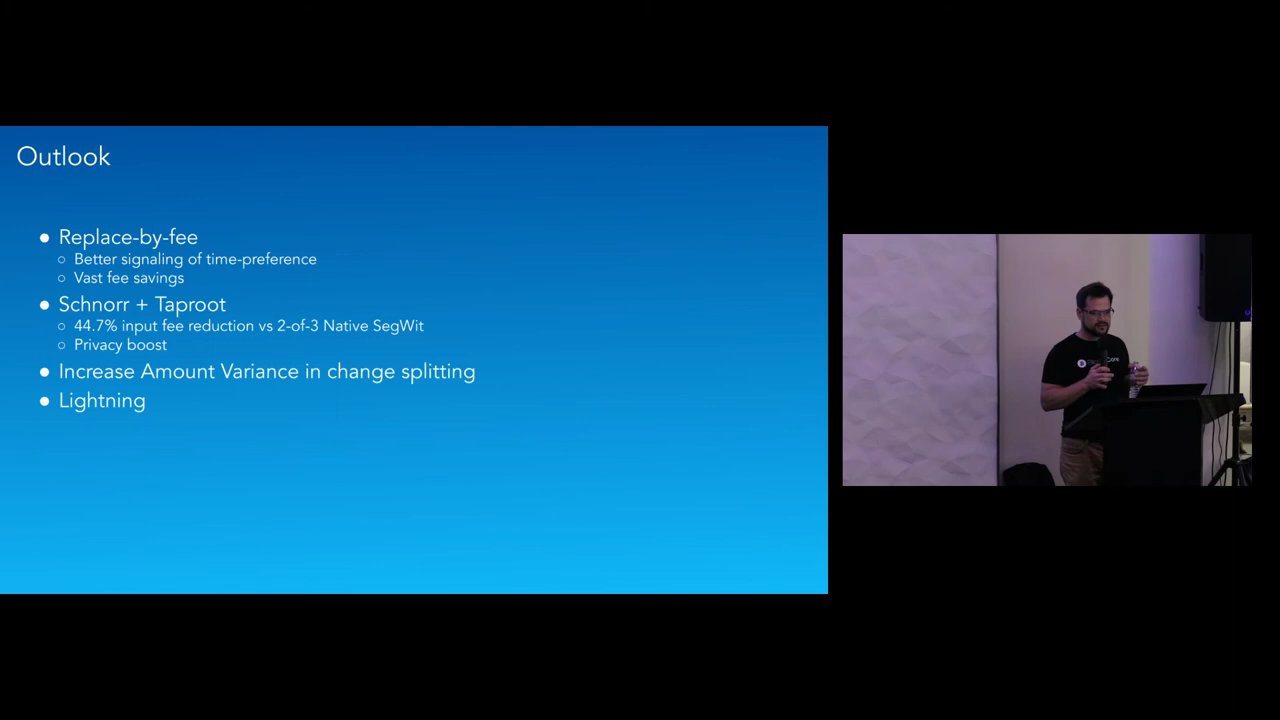 Outlook
● Replace-by-fee
○ Better signaling of time-preference
○ Vast fee savings
● Schnorr + Taproot
○ 44.7% input fee reduction vs 2-of-3 Native SegWit
○ Privacy boost
● Increase Amount Variance in change splitting
● Lightning